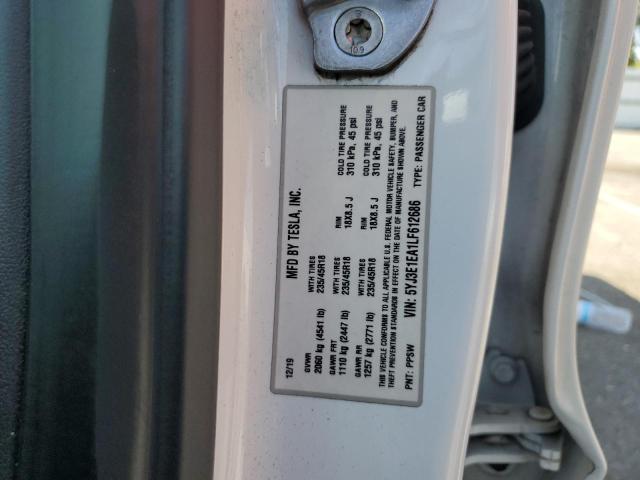 12/19 MFD BY TESLA, INC.
GVWR WITH TIRES RIM COLD TIRE PRESSURE
2060 kg (4541 lb) 235/45R18 18X8.5 J 310 kPa, 45 psi
GAWR FRT WITH TIRES RIM COLD TIRE PRESSURE
1110 kg (2447 lb) 235/45R18 18X8.5 J 310 kPa, 45 psi
GAWR RR WITH TIRES
1257 kg (2771 lb) 235/45R18
THIS VEHICLE CONFORMS TO ALL APPLICABLE U.S. FEDERAL MOTOR VEHICLE SAFETY, BUMPER, AND
THEFT PREVENTION STANDARDS IN EFFECT ON THE DATE OF MANUFACTURE SHOWN ABOVE.
PNT: PPSW VIN: 5YJ3E1EA1LF612686 TYPE: PASSENGER CAR
109